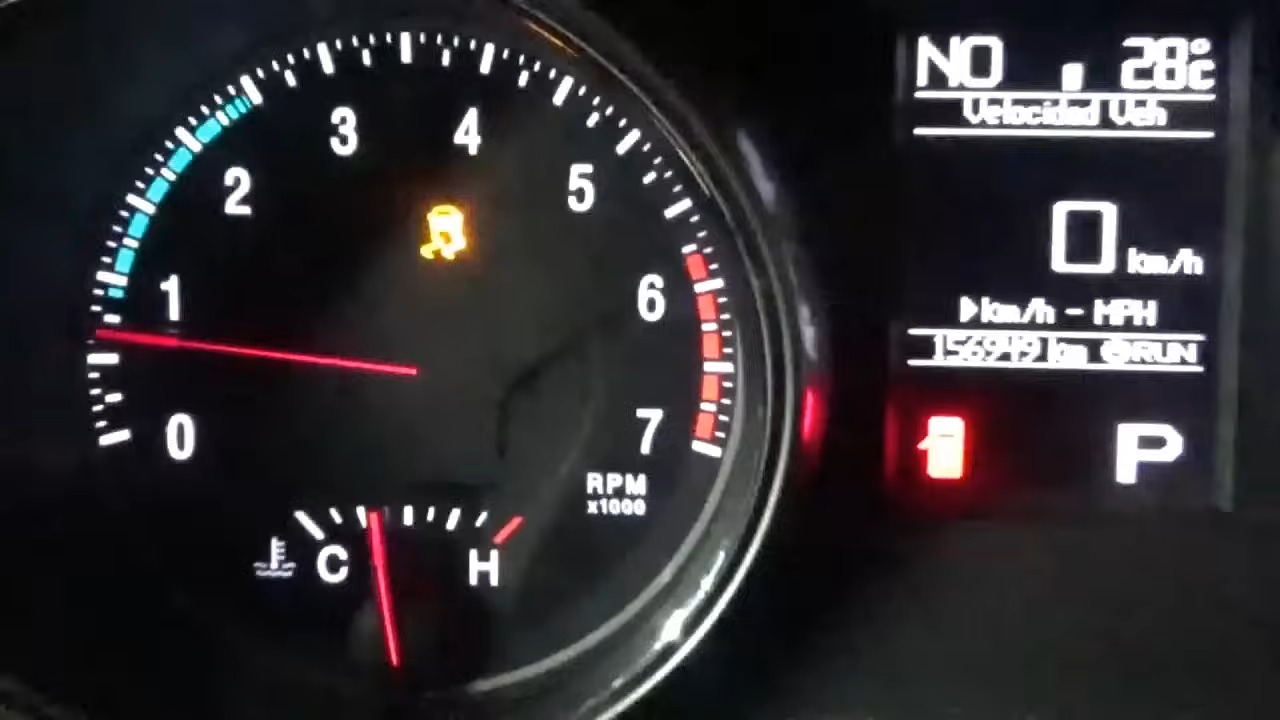 0
1
2
3
4
5
6
7
RPM
x1000
C H
NO 28°C
Velocidad Veh
0 km/h
km/h - MPH
156949 km RUN
P